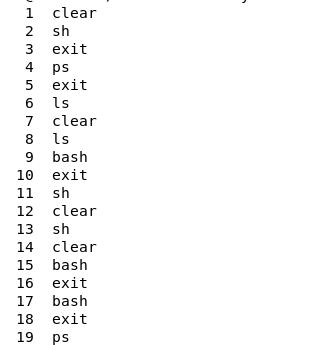 1 clear
2 sh
3 exit
4 ps
5 exit
6 ls
7 clear
8 ls
9 bash
10 exit
11 sh
12 clear
13 sh
14 clear
15 bash
16 exit
17 bash
18 exit
19 ps